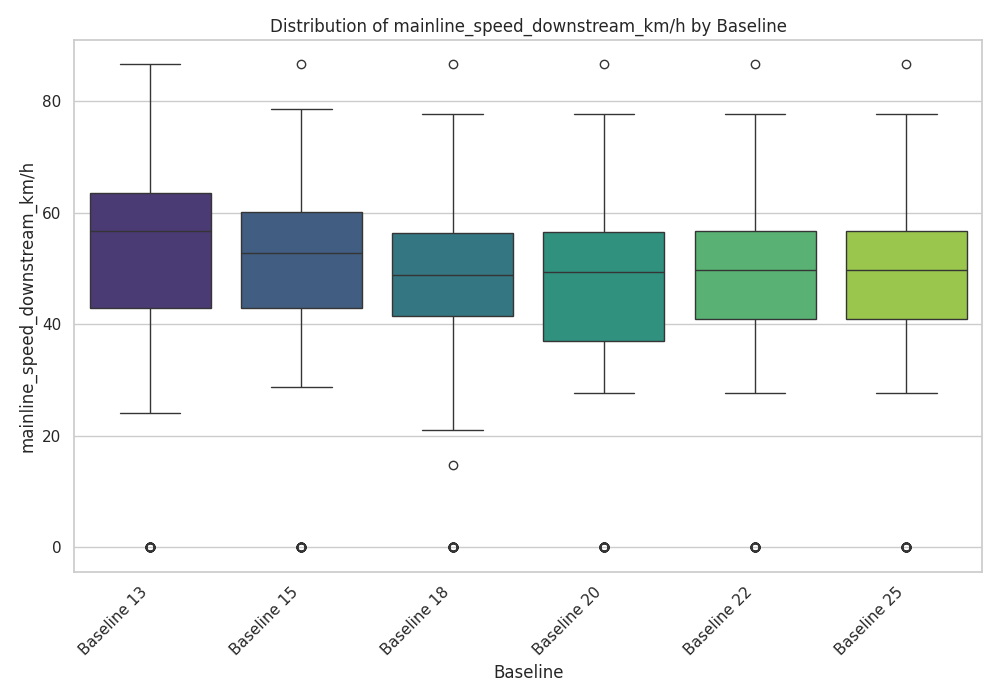 Distribution of mainline_speed_downstream_km/h by Baseline
mainline_speed_downstream_km/h
80
60
40
20
0
Baseline 13
Baseline 15
Baseline 18
Baseline 20
Baseline 22
Baseline 25
Baseline